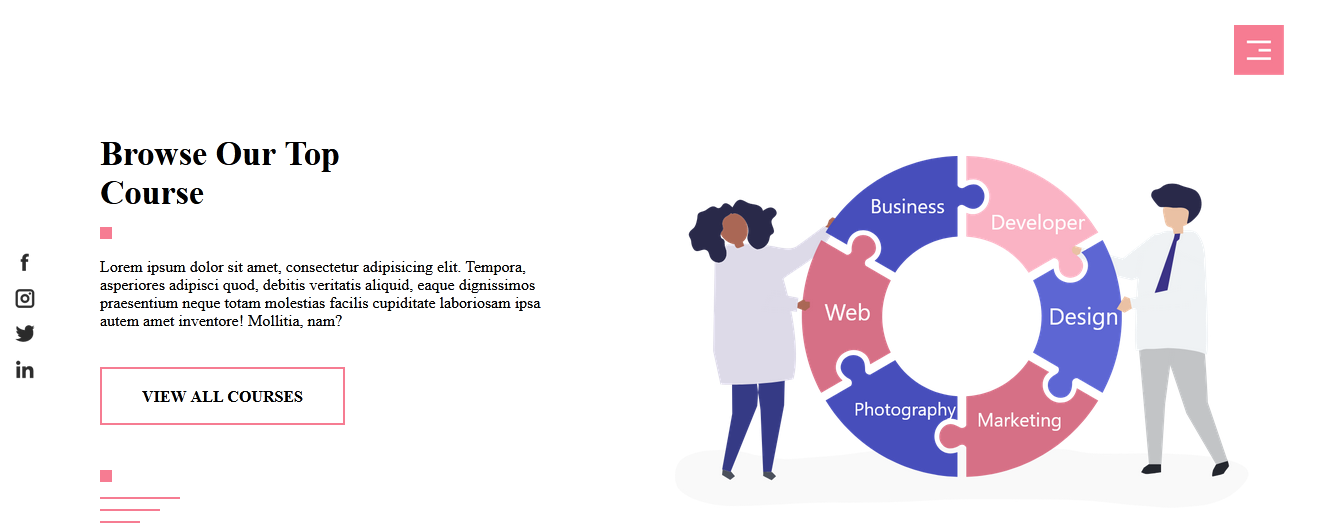 Browse Our Top
Course
Lorem ipsum dolor sit amet, consectetur adipisicing elit. Tempora,
asperiores adipisci quod, debitis veritatis aliquid, eaque dignissimos
praesentium neque totam molestias facilis cupiditate laboriosam ipsa
autem amet inventore! Mollitia, nam?
VIEW ALL COURSES
Business
Developer
Web
Design
Photography
Marketing